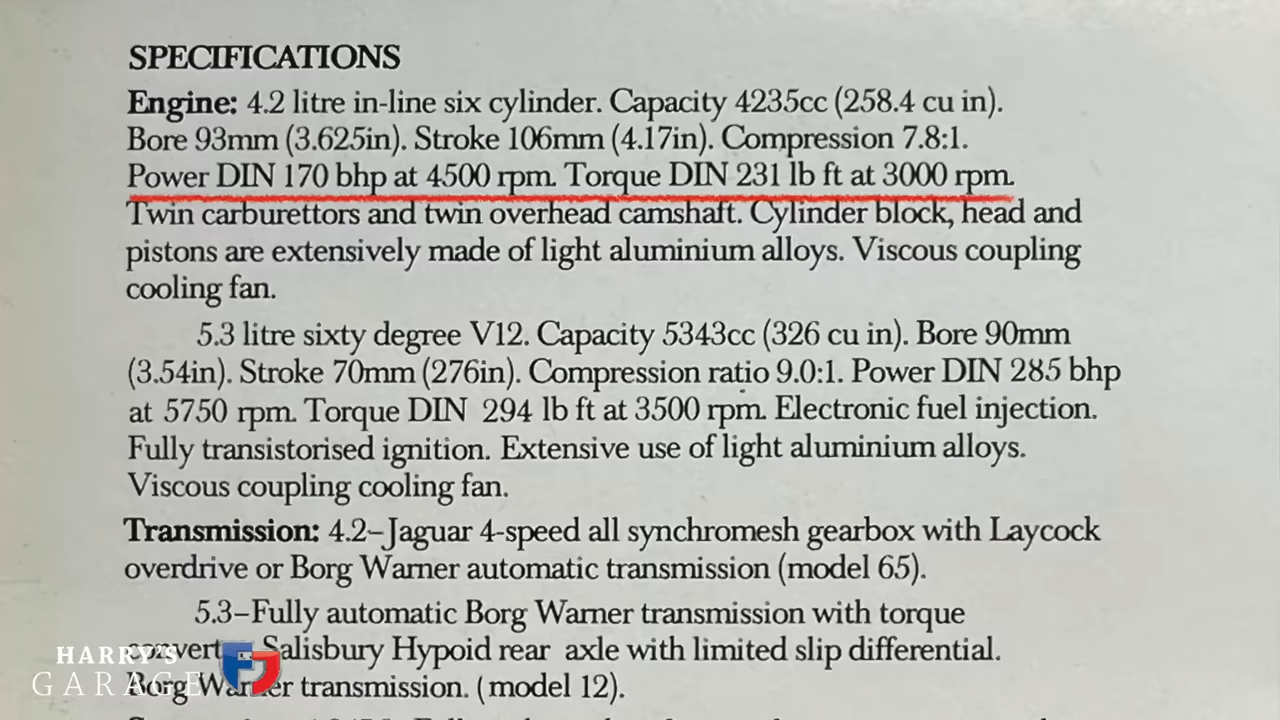 SPECIFICATIONS
Engine: 4.2 litre in-line six cylinder. Capacity 4235cc (258.4 cu in).
Bore 93mm (3.625in). Stroke 106mm (4.17in). Compression 7.8:1.
Power DIN 170 bhp at 4500 rpm. Torque DIN 231 lb ft at 3000 rpm.
Twin carburettors and twin overhead camshaft. Cylinder block, head and
pistons are extensively made of light aluminium alloys. Viscous coupling
cooling fan.
5.3 litre sixty degree V12. Capacity 5343cc (326 cu in). Bore 90mm
(3.54in). Stroke 70mm (276in). Compression ratio 9.0:1. Power DIN 285 bhp
at 5750 rpm. Torque DIN 294 lb ft at 3500 rpm. Electronic fuel injection.
Fully transistorised ignition. Extensive use of light aluminium alloys.
Viscous coupling cooling fan.
Transmission: 4.2–Jaguar 4-speed all synchromesh gearbox with Laycock
overdrive or Borg Warner automatic transmission (model 65).
5.3–Fully automatic Borg Warner transmission with torque
Salisbury Hypoid rear axle with limited slip differential.
Borg Warner transmission. (model 12).
HARRY'S
GARAGE